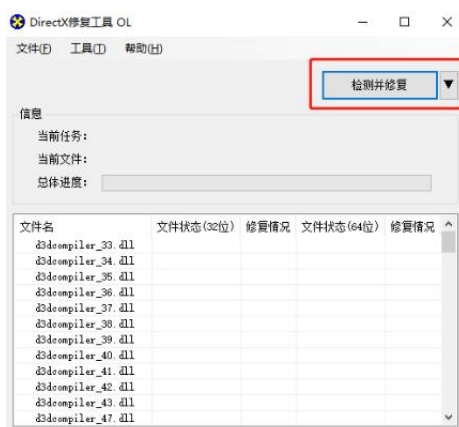 DirectX修复工具 OL
文件(F) 工具(T) 帮助(H)
检测并修复
信息
当前任务:
当前文件:
总体进度:
文件名 文件状态(32位) 修复情况 文件状态(64位) 修复情况
d3dcompiler_33.dll
d3dcompiler_34.dll
d3dcompiler_35.dll
d3dcompiler_36.dll
d3dcompiler_37.dll
d3dcompiler_38.dll
d3dcompiler_39.dll
d3dcompiler_40.dll
d3dcompiler_41.dll
d3dcompiler_42.dll
d3dcompiler_43.dll
d3dcompiler_47.dll